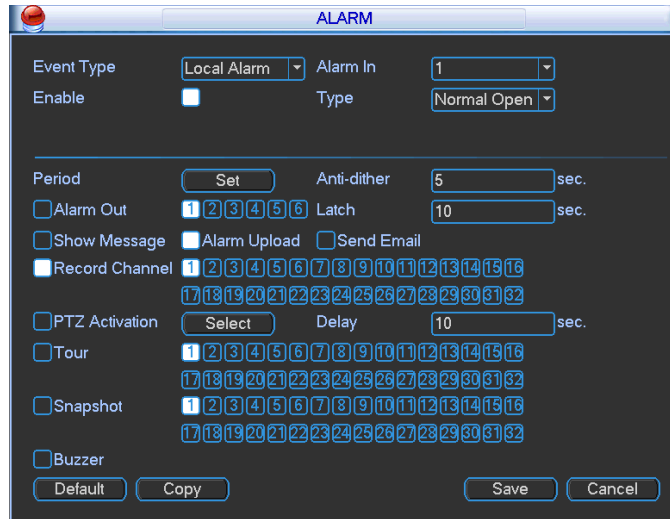 ALARM
Event Type Local Alarm Alarm In 1
Enable Type Normal Open
Period Set Anti-dither 5 sec.
Alarm Out 1 2 3 4 5 6 Latch 10 sec.
Show Message Alarm Upload Send Email
Record Channel 1 2 3 4 5 6 7 8 9 10 11 12 13 14 15 16
17 18 19 20 21 22 23 24 25 26 27 28 29 30 31 32
PTZ Activation Select Delay 10 sec.
Tour 1 2 3 4 5 6 7 8 9 10 11 12 13 14 15 16
17 18 19 20 21 22 23 24 25 26 27 28 29 30 31 32
Snapshot 1 2 3 4 5 6 7 8 9 10 11 12 13 14 15 16
17 18 19 20 21 22 23 24 25 26 27 28 29 30 31 32
Buzzer
Default Copy Save Cancel